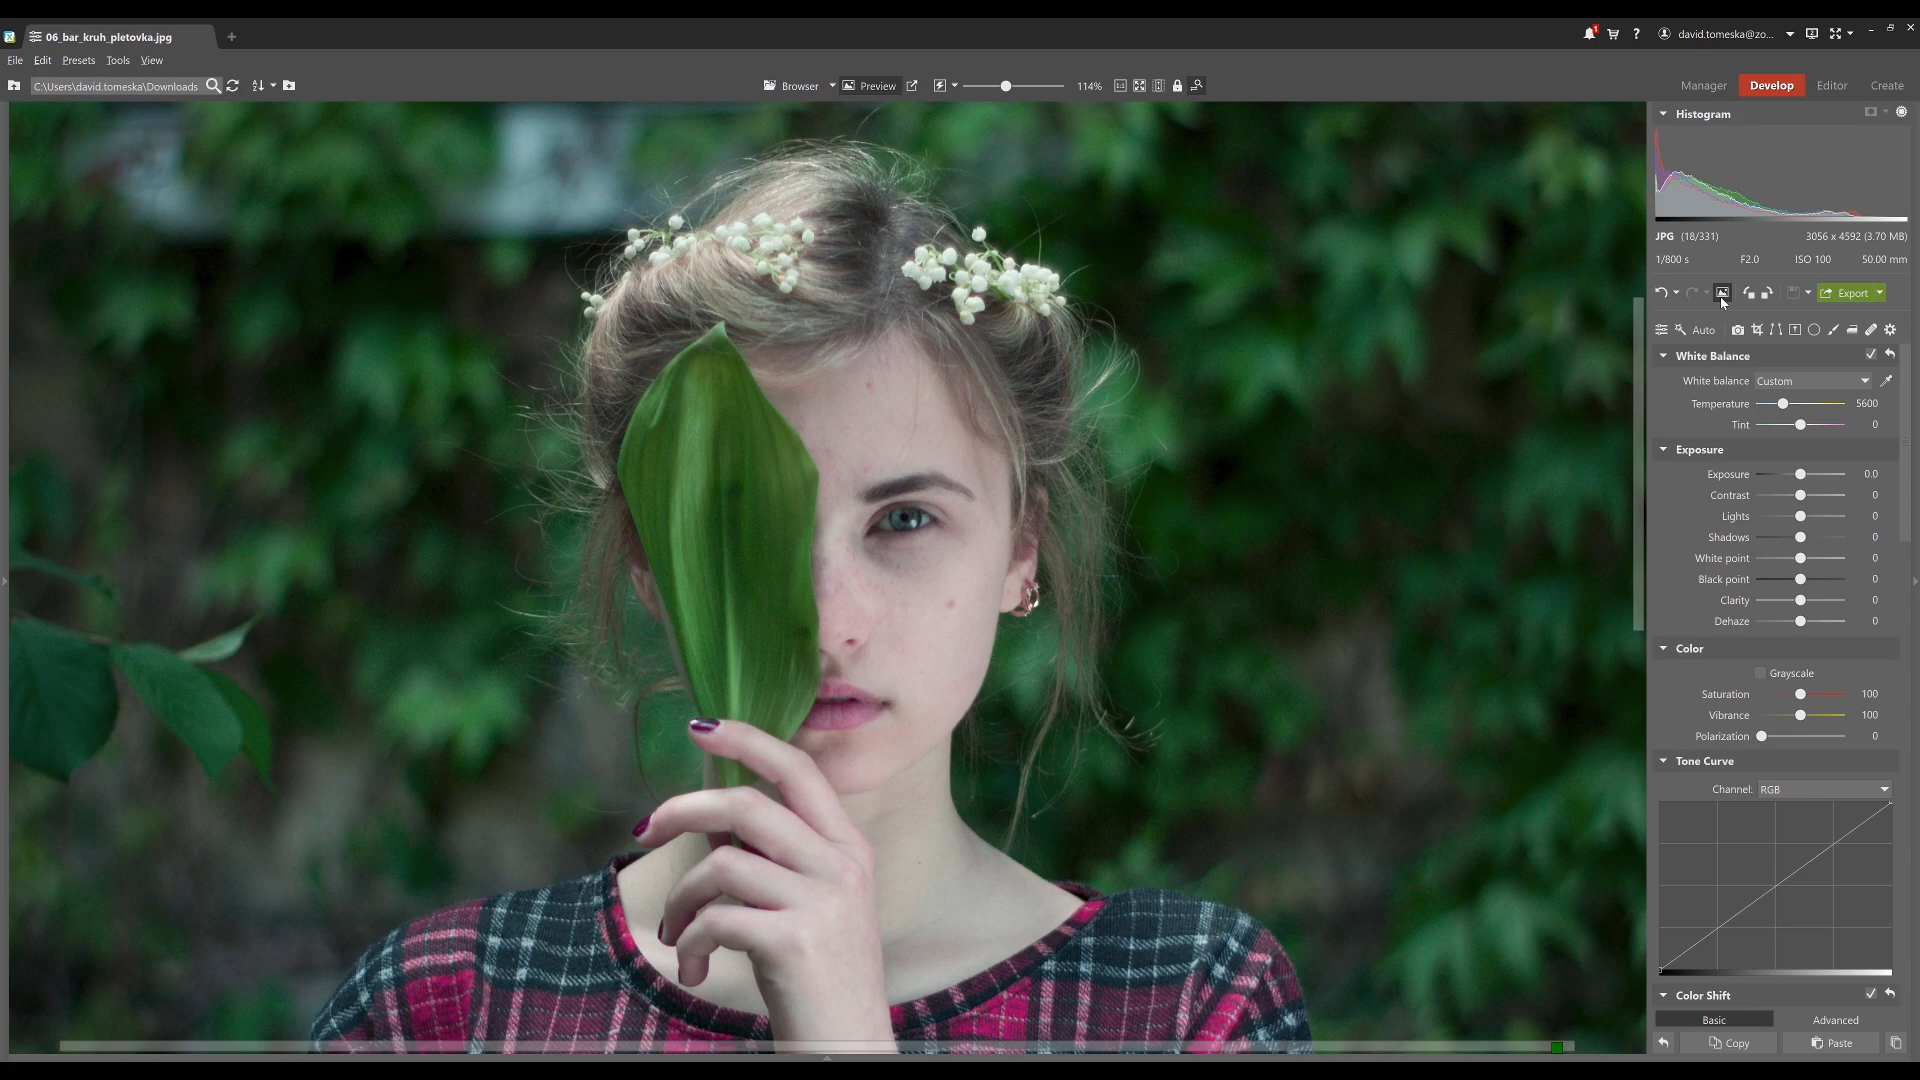 06_bar_kruh_pletovka.jpg
1
david.tomeska@zo...
File Edit Presets Tools View
C:\Users\david.tomeska\Downloads
Browser
Preview
114%
Manager
Develop
Editor
Create
Histogram
JPG (18/331) 3056 x 4592 (3.70 MB)
1/800 s F2.0 ISO 100 50.00 mm
Export
Auto
White Balance
White balance Custom
Temperature 5600
Tint 0
Exposure
Exposure 0.0
Contrast 0
Lights 0
Shadows 0
White point 0
Black point 0
Clarity 0
Dehaze 0
Color
Grayscale
Saturation 100
Vibrance 100
Polarization 0
Tone Curve
Channel: RGB
Color Shift
Basic Advanced
Copy Paste